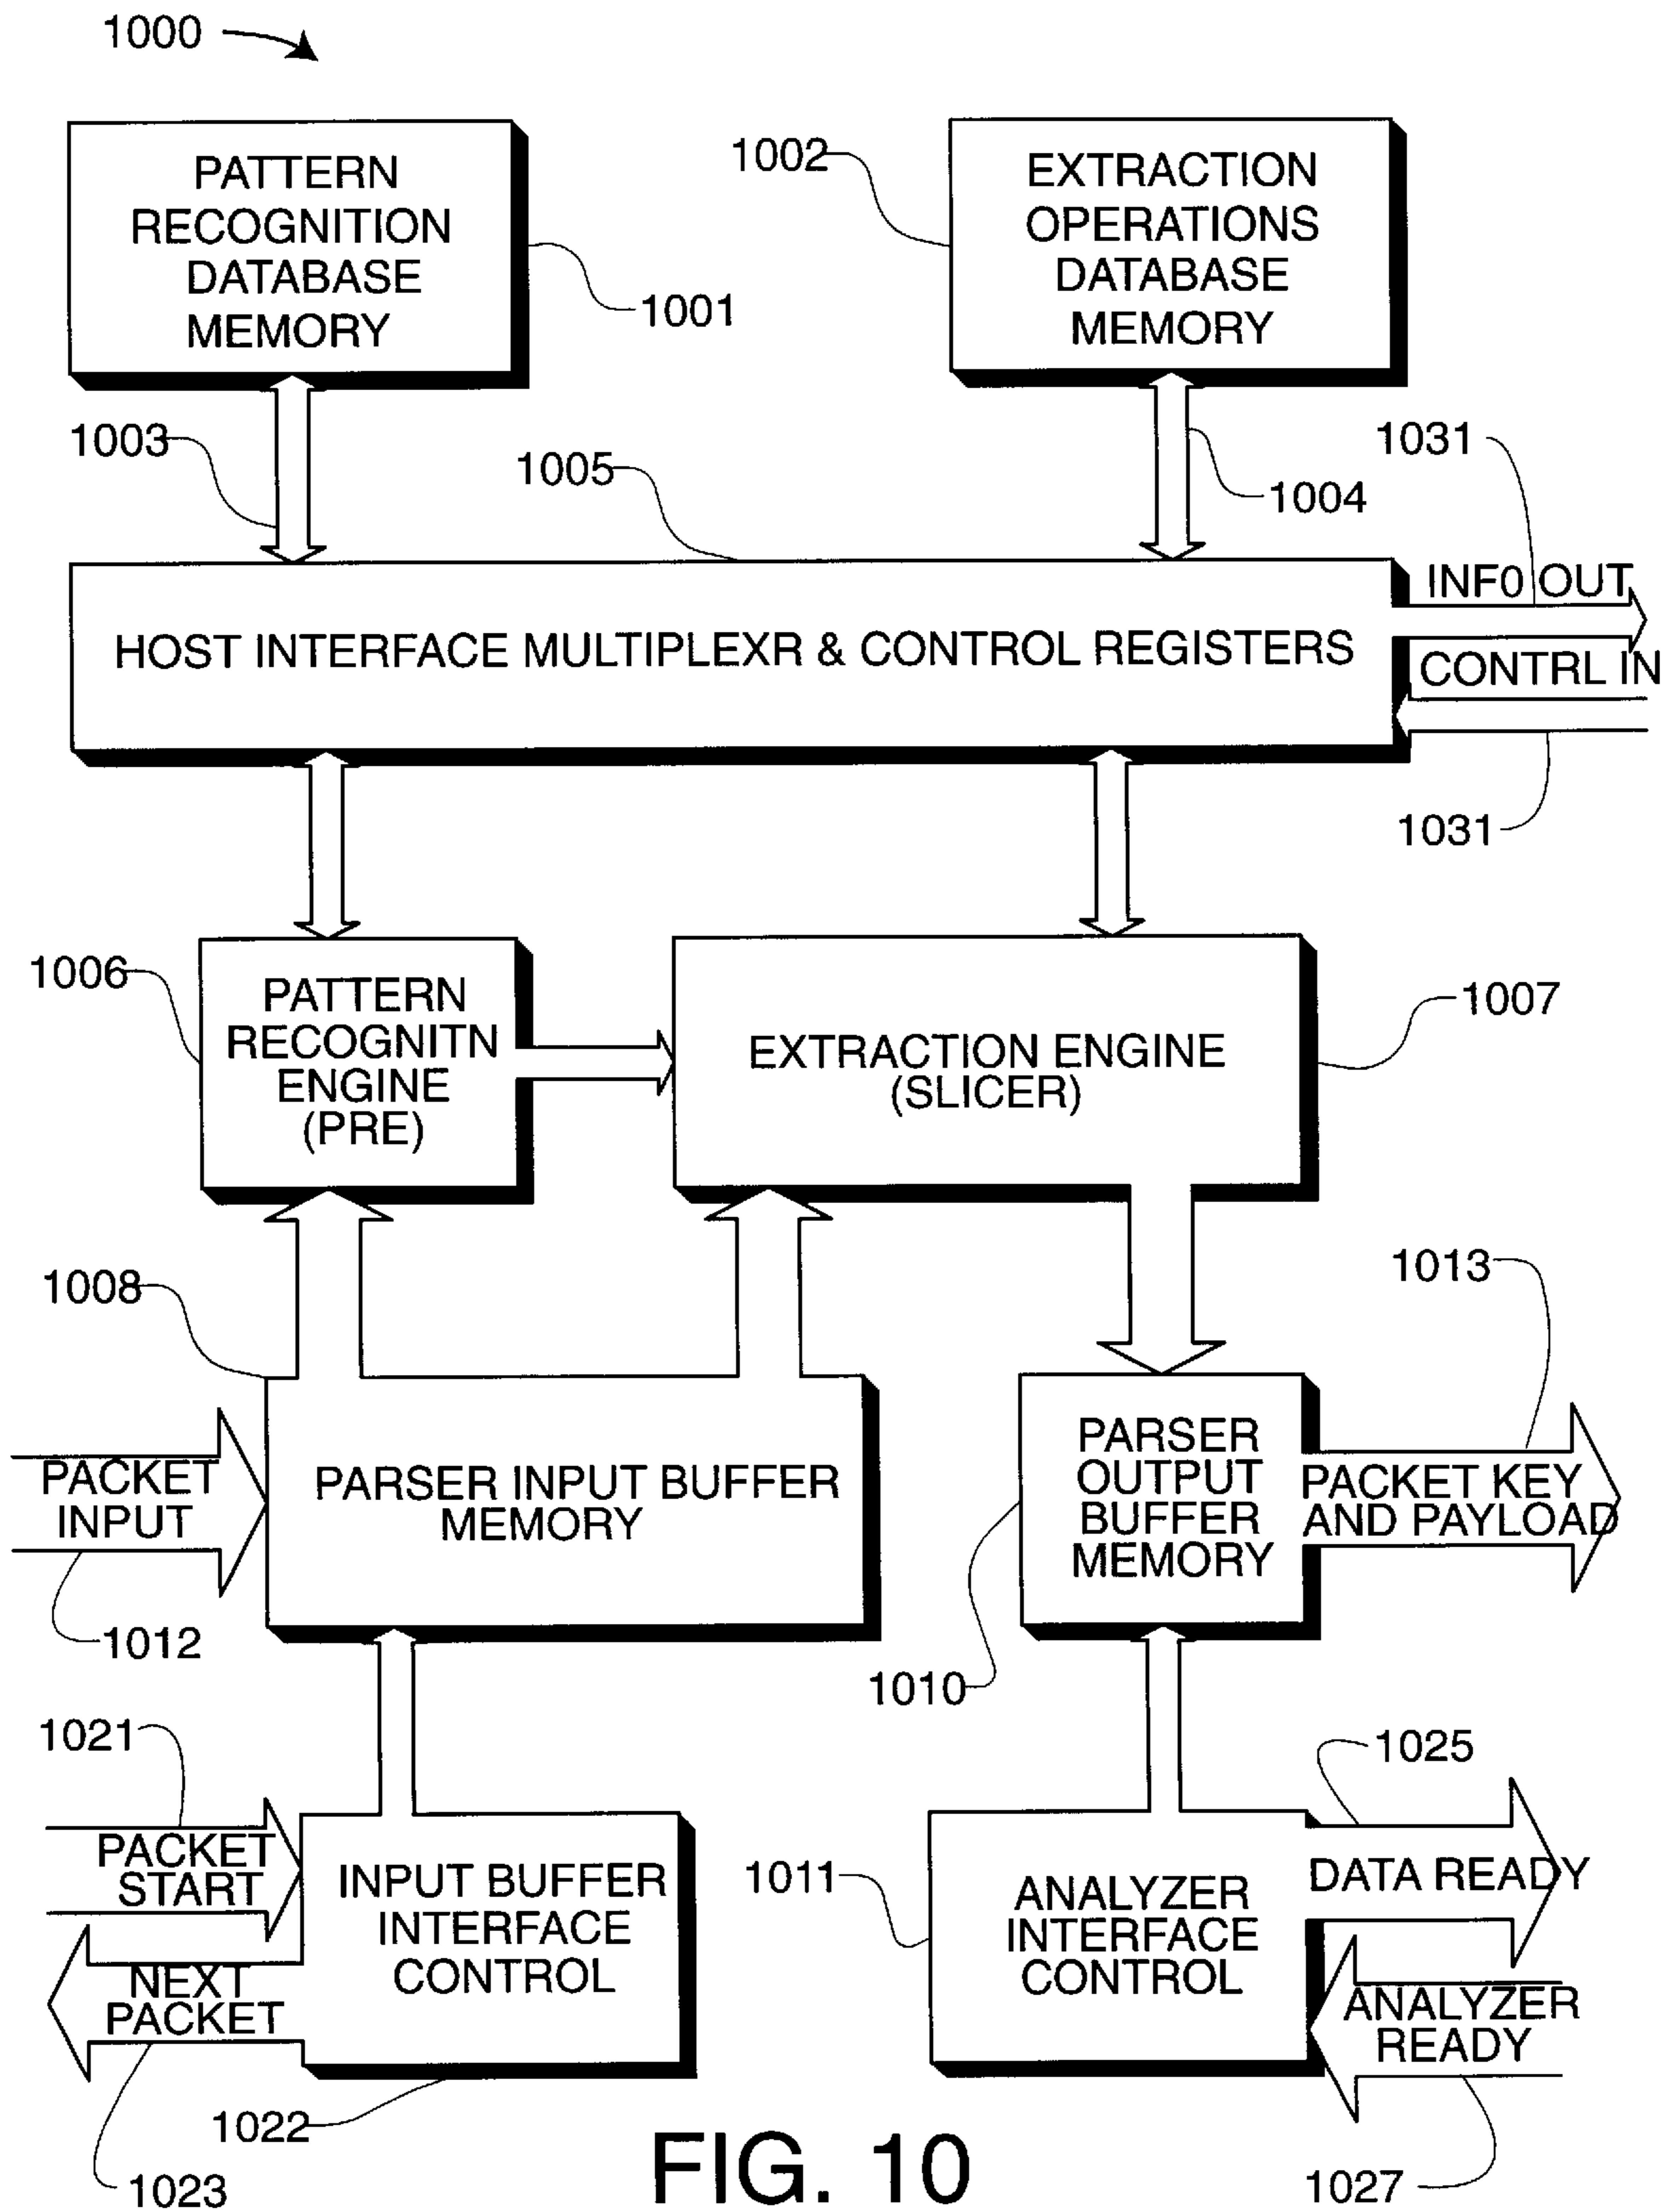 1000
PATTERN
RECOGNITION
DATABASE
MEMORY
1001
1002
EXTRACTION
OPERATIONS
DATABASE
MEMORY
1003
1005
1004
1031
INF0 OUT
HOST INTERFACE MULTIPLEXR & CONTROL REGISTERS
CONTRL IN
1031
1006
PATTERN
RECOGNITN
ENGINE
(PRE)
EXTRACTION ENGINE
(SLICER)
1007
1008
1013
PACKET
INPUT
PARSER INPUT BUFFER
MEMORY
PARSER
OUTPUT
BUFFER
MEMORY
PACKET KEY
AND PAYLOAD
1012
1010
1021
1025
PACKET
START
INPUT BUFFER
INTERFACE
CONTROL
1011
ANALYZER
INTERFACE
CONTROL
DATA READY
NEXT
PACKET
ANALYZER
READY
1022
1023
1027
FIG. 10